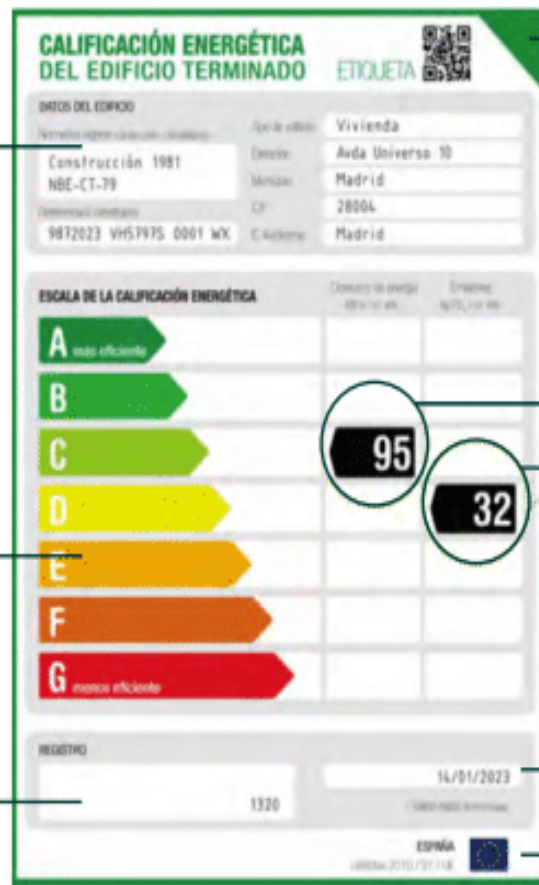 CALIFICACIÓN ENERGÉTICA
DEL EDIFICIO TERMINADO ETIQUETA
DATOS DEL EDIFICIO
Construcción 1981
NBE-CT-79
9872023 VH5797S 0001 WX
Vivienda
Avda Universo 10
Madrid
28004
Madrid
ESCALA DE LA CALIFICACIÓN ENERGÉTICA
A más eficiente
B
C 95
D 32
E
F
G menos eficiente
REGISTRO
1320
14/01/2023
ESPAÑA